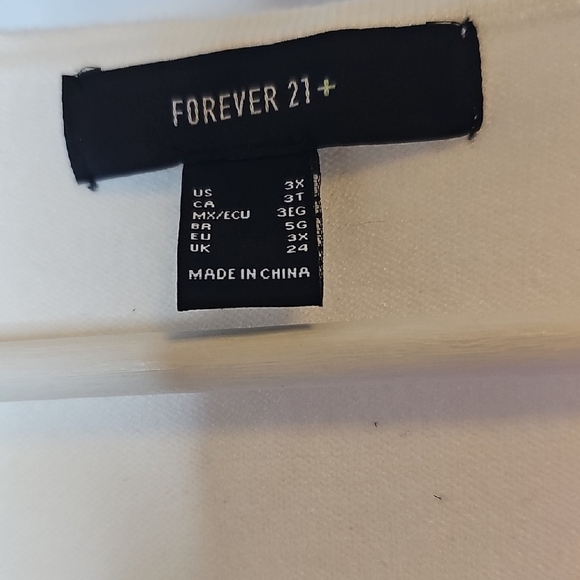 FOREVER 21+
US 3X
CA 3T
MX/ECU 3EG
BR 5G
EU 3X
UK 24
MADE IN CHINA